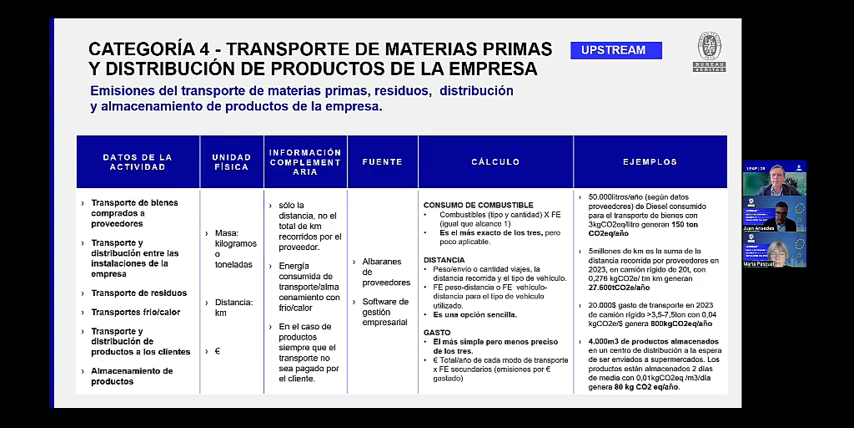 CATEGORÍA 4 - TRANSPORTE DE MATERIAS PRIMAS
Y DISTRIBUCIÓN DE PRODUCTOS DE LA EMPRESA
UPSTREAM
BUREAU
VERITAS
Emisiones del transporte de materias primas, residuos, distribución
y almacenamiento de productos de la empresa.
DATOS DE LA
ACTIVIDAD
UNIDAD
FÍSICA
INFORMACIÓN
COMPLEMENT
ARIA
FUENTE
CÁLCULO
EJEMPLOS
› Transporte de bienes
comprados a
proveedores
› Transporte y
distribución entre las
instalaciones de la
empresa
› Transporte de residuos
› Transportes frío/calor
› Transporte y
distribución de
productos a los clientes
› Almacenamiento de
productos
› Masa:
kilogramos
o
toneladas
› Distancia:
km
› €
› sólo la
distancia, no el
total de km
recorridos por el
proveedor.
› Energía
consumida de
transporte/alma
cenamiento con
frío/calor
› En el caso de
productos
siempre que el
transporte no
sea pagado por
el cliente.
› Albaranes
de
proveedores
› Software de
gestión
empresarial
CONSUMO DE COMBUSTIBLE
• Combustibles (tipo y cantidad) X FE
(igual que alcance 1)
• Es el más exacto de los tres, pero
poco aplicable.
DISTANCIA
• Peso/envio o cantidad viajes, la
distancia recorrida y el tipo de vehículo.
• FE peso-distancia o FE vehículo-
distancia para el tipo de vehículo
utilizado.
• Es una opción sencilla.
GASTO
• El más simple pero menos preciso
de los tres.
• € Total/año de cada modo de transporte
x FE secundarios (emisiones por €
gastado)
› 50.000litros/año (según datos
proveedores) de Diesel consumido
para el transporte de bienes con
3kgCO2eq/litro generan 150 ton
CO2eq/año
› 5millones de km es la suma de la
distancia recorrida por proveedores en
2023, en camión rígido de 20t, con
0,276 kgCO2e/ tm km generan
27.600tCO2e/año
› 20.000$ gasto de transporte en 2023
de camión rígido >3,5-7,5ton con 0,04
kgCO2e/$ genera 800kgCO2eq/año
› 4.000m3 de productos almacenados
en un centro de distribución a la espera
de ser enviados a supermercados. Los
productos están almacenados 2 días
de media con 0,01kgCO2eq /m3/día
genera 80 kg CO2 eq/año.